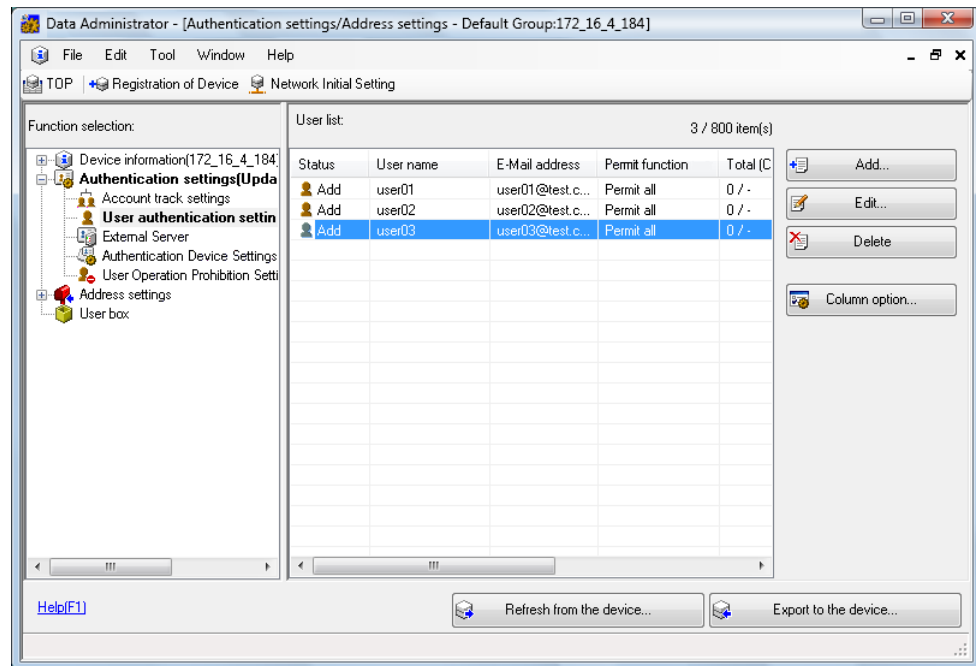 Data Administrator - [Authentication settings/Address settings - Default Group:172_16_4_184]
File Edit Tool Window Help
TOP Registration of Device Network Initial Setting
Function selection:
Device information(172_16_4_184
Authentication settings(Upda
Account track settings
User authentication settin
External Server
Authentication Device Settings
User Operation Prohibition Setti
Address settings
User box
User list:
3 / 800 item(s)
Status User name E-Mail address Permit function Total (C
Add user01 user01@test.c... Permit all 0 / -
Add user02 user02@test.c... Permit all 0 / -
Add user03 user03@test.c... Permit all 0 / -
Add...
Edit...
Delete
Column option...
Help(F1)
Refresh from the device...
Export to the device...